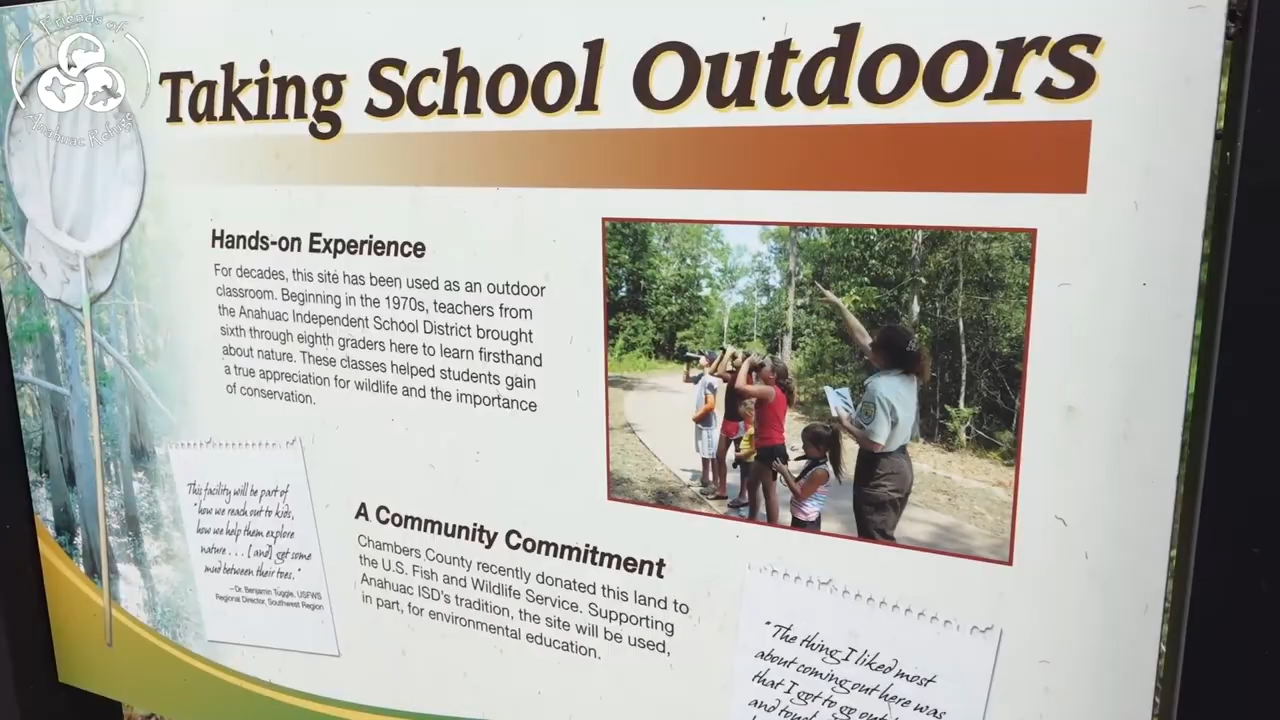 Friends of
Anahuac Refuge
Taking School Outdoors
Hands-on Experience
For decades, this site has been used as an outdoor
classroom. Beginning in the 1970s, teachers from
the Anahuac Independent School District brought
sixth through eighth graders here to learn firsthand
about nature. These classes helped students gain
a true appreciation for wildlife and the importance
of conservation.
This facility will be part of
"how we reach out to kids,
how we help them explore
nature . . . [and] get some
mud between their toes."
—Dr. Benjamin Tuggle, USFWS
Regional Director, Southwest Region
A Community Commitment
Chambers County recently donated this land to
the U.S. Fish and Wildlife Service. Supporting
Anahuac ISD's tradition, the site will be used,
in part, for environmental education.
"The thing I liked most
about coming out here was
that I got to go out
and touch